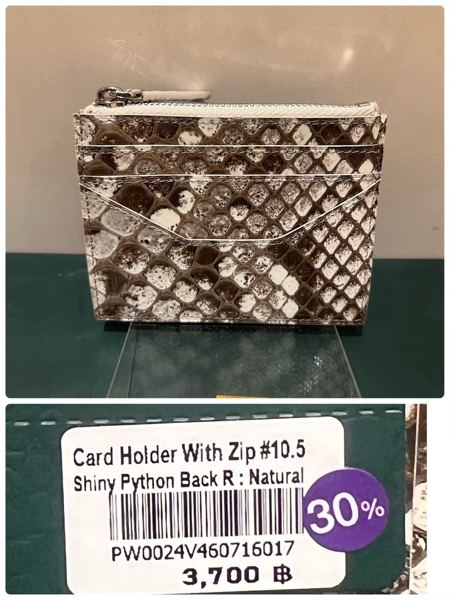 Card Holder With Zip #10.5
Shiny Python Back R : Natural
PW0024V460716017
3,700 ฿
30%